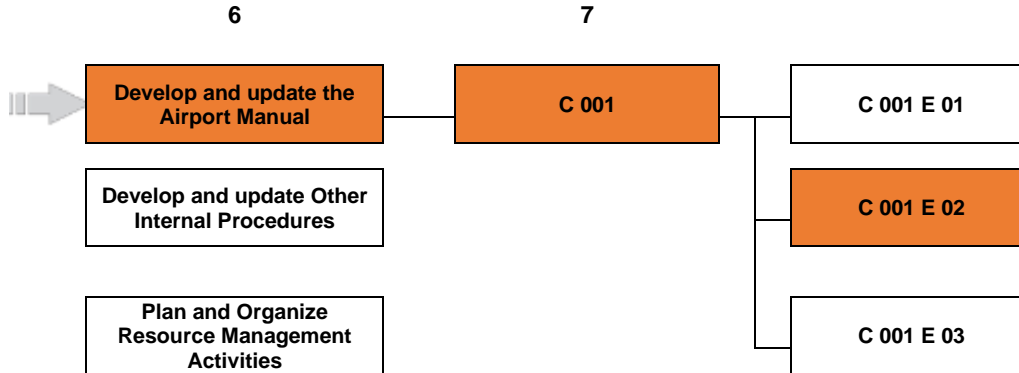 6 7
Develop and update the
Airport Manual
C 001
C 001 E 01
Develop and update Other
Internal Procedures
C 001 E 02
Plan and Organize
Resource Management
Activities
C 001 E 03